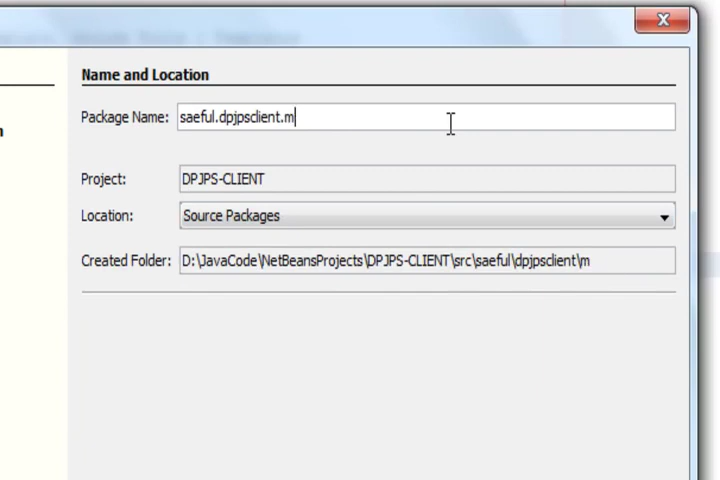 Name and Location
Package Name: saeful.dpjpsclient.m
Project: DPJPS-CLIENT
Location: Source Packages
Created Folder: D:\JavaCode\NetBeansProjects\DPJPS-CLIENT\src\saeful\dpjpsclient\m